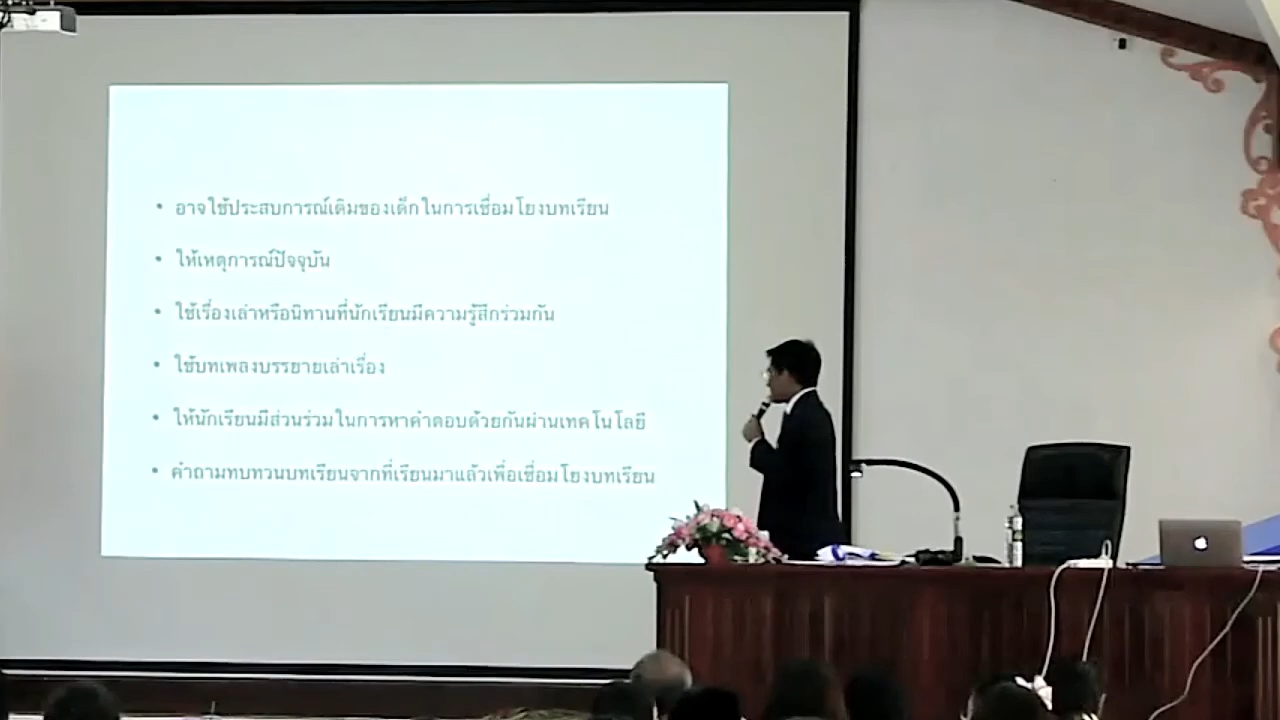 • อาจใช้ประสบการณ์เดิมของเด็กในการเชื่อมโยงบทเรียน
• ให้เหตุการณ์ปัจจุบัน
• ใช้เรื่องเล่าหรือนิทานที่นักเรียนมีความรู้สึกร่วมกัน
• ใช้บทเพลงบรรยายเล่าเรื่อง
• ให้นักเรียนมีส่วนร่วมในการหาคำตอบด้วยกันผ่านเทคโนโลยี
• คำถามทบทวนบทเรียนจากที่เรียนมาแล้วเพื่อเชื่อมโยงบทเรียน